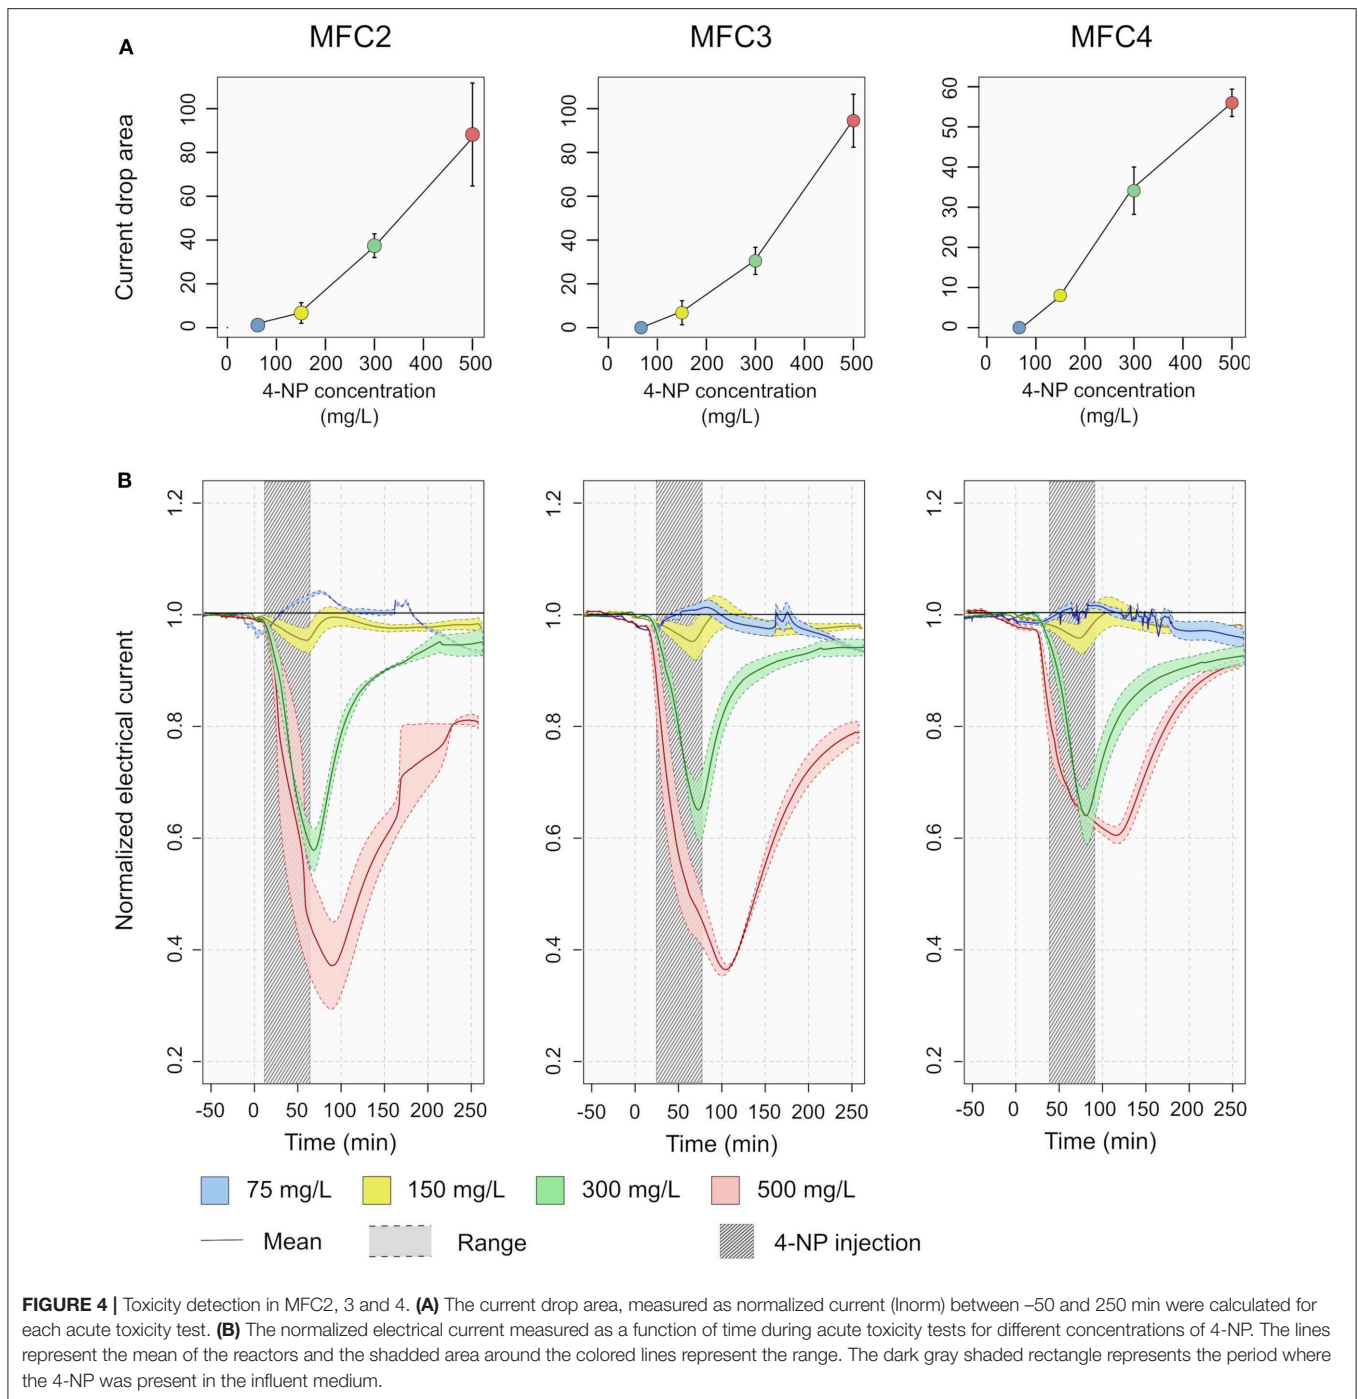 A
MFC2
MFC3
MFC4
Current drop area
0 20 40 60 80 100
0 20 40 60 80 100
0 10 20 30 40 50 60
0 100 200 300 400 500
0 100 200 300 400 500
0 100 200 300 400 500
4-NP concentration
(mg/L)
4-NP concentration
(mg/L)
4-NP concentration
(mg/L)
B
Normalized electrical current
0.2 0.4 0.6 0.8 1.0 1.2
0.2 0.4 0.6 0.8 1.0 1.2
0.2 0.4 0.6 0.8 1.0 1.2
-50 0 50 100 150 200 250
-50 0 50 100 150 200 250
-50 0 50 100 150 200 250
Time (min)
Time (min)
Time (min)
75 mg/L 150 mg/L 300 mg/L 500 mg/L
Mean Range 4-NP injection
FIGURE 4 | Toxicity detection in MFC2, 3 and 4. (A) The current drop area, measured as normalized current (Inorm) between –50 and 250 min were calculated for
each acute toxicity test. (B) The normalized electrical current measured as a function of time during acute toxicity tests for different concentrations of 4-NP. The lines
represent the mean of the reactors and the shadded area around the colored lines represent the range. The dark gray shaded rectangle represents the period where
the 4-NP was present in the influent medium.